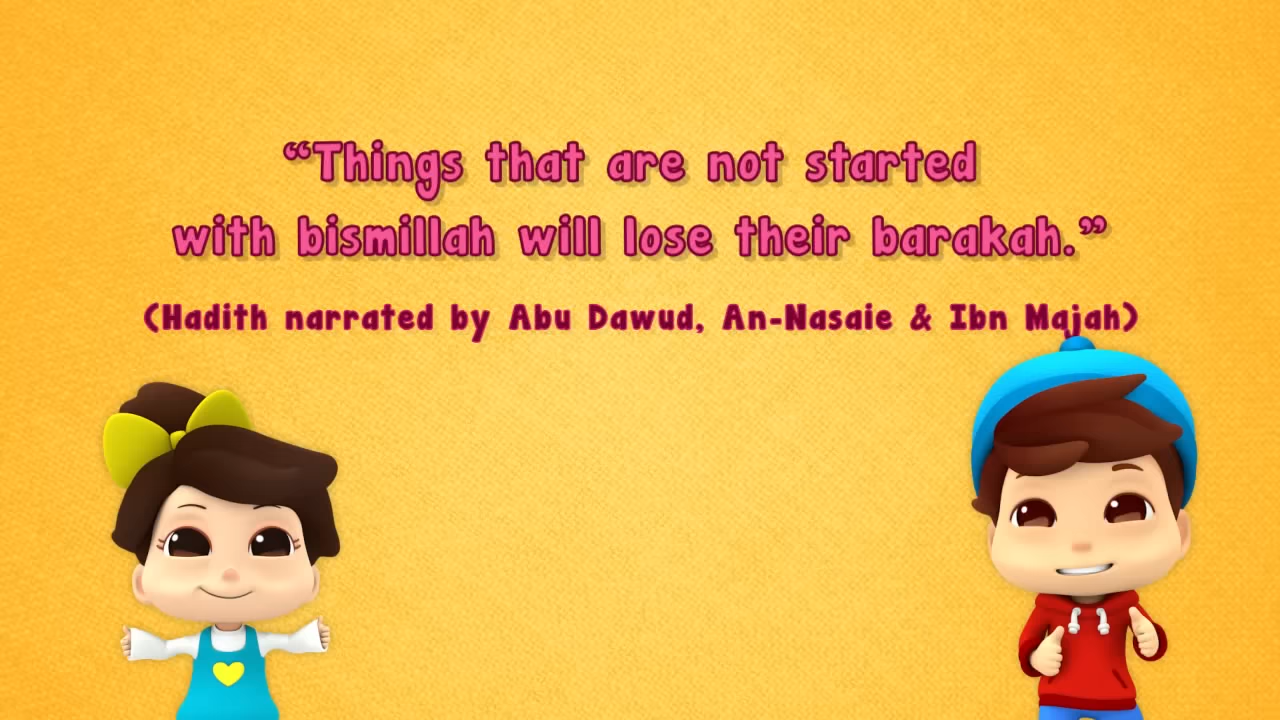 “Things that are not started
with bismillah will lose their barakah.”
(Hadith narrated by Abu Dawud, An-Nasaie & Ibn Majah)